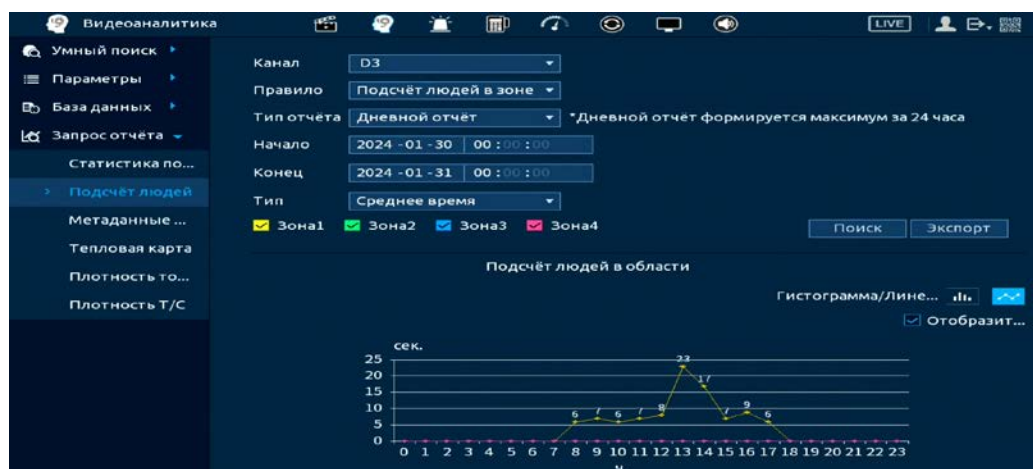 Видеоаналитика LIVE
Умный поиск
Параметры
База данных
Запрос отчёта
Статистика по...
Подсчёт людей
Метаданные ...
Тепловая карта
Плотность то...
Плотность Т/С
Канал D3
Правило Подсчёт людей в зоне
Тип отчёта Дневной отчёт *Дневной отчёт формируется максимум за 24 часа
Начало 2024 -01 -30 00 :00 :00
Конец 2024 -01 -31 00 :00 :00
Тип Среднее время
Зона1 Зона2 Зона3 Зона4 Поиск Экспорт
Подсчёт людей в области
Гистограмма/Лине...
Отобразит...
сек.
25
20
15
10
5
0
6 7 6 7 8 23 17 7 9 6
0 1 2 3 4 5 6 7 8 9 10 11 12 13 14 15 16 17 18 19 20 21 22 23